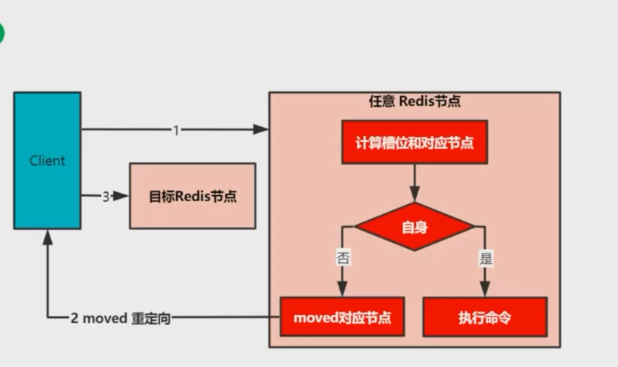 任意 Redis节点
1
计算槽位和对应节点
Client
3
目标Redis节点
自身
否
是
2 moved 重定向
moved对应节点
执行命令